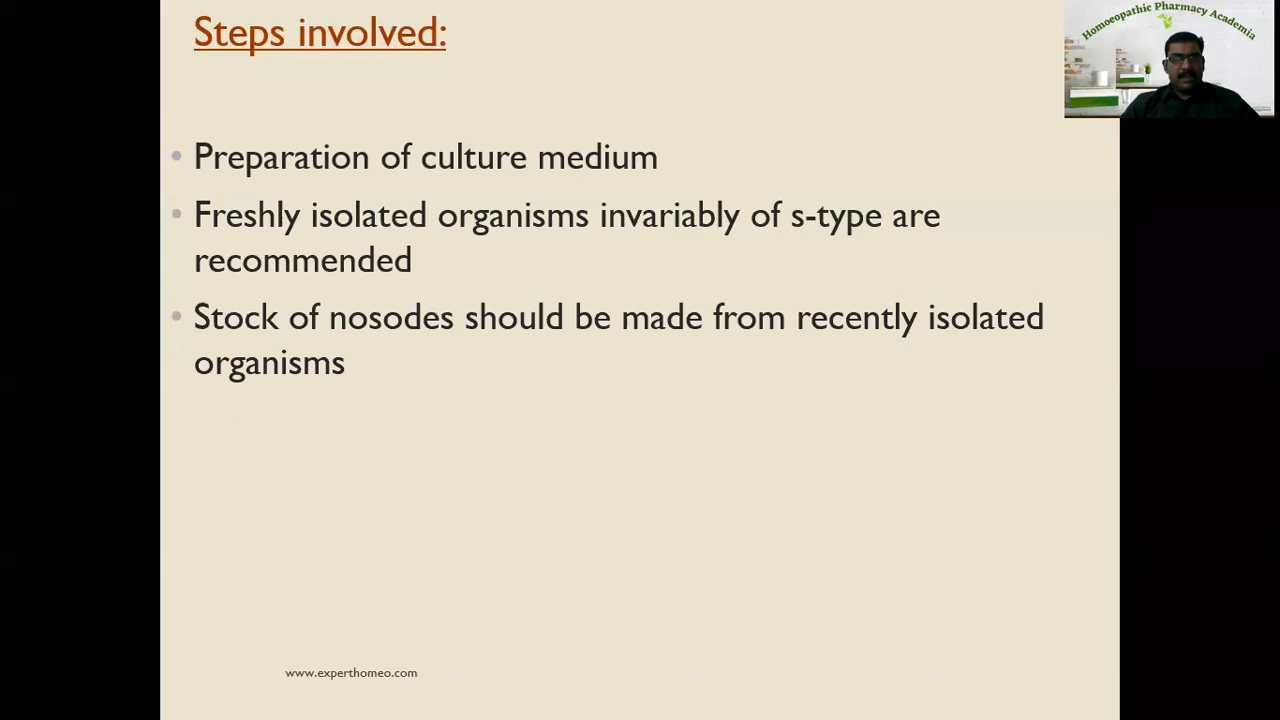 Steps involved:
Homoeopathic Pharmacy Academia
• Preparation of culture medium
• Freshly isolated organisms invariably of s-type are
recommended
• Stock of nosodes should be made from recently isolated
organisms
www.experthomeo.com